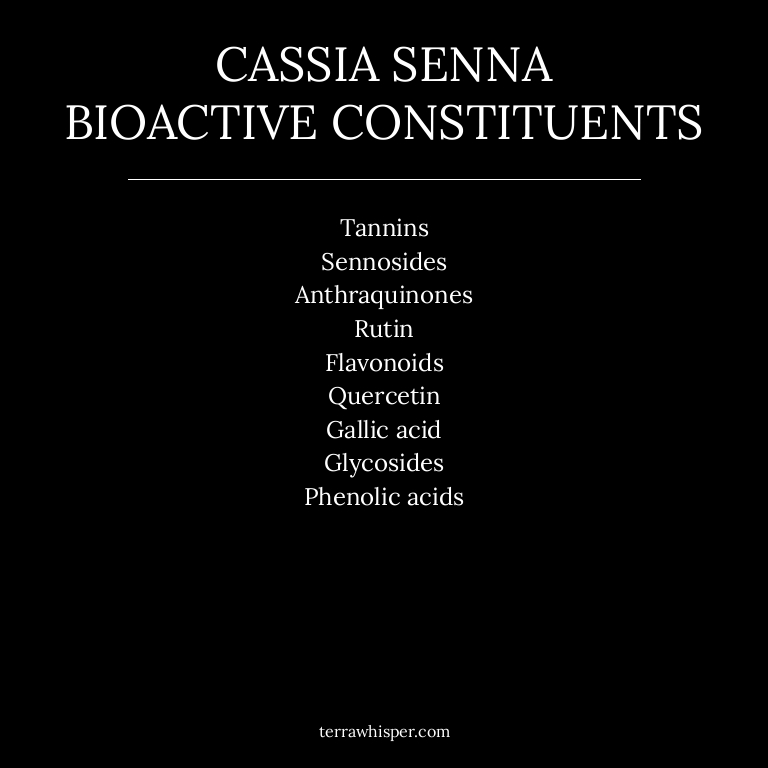 CASSIA SENNA
BIOACTIVE CONSTITUENTS
Tannins
Sennosides
Anthraquinones
Rutin
Flavonoids
Quercetin
Gallic acid
Glycosides
Phenolic acids
terrawhisper.com